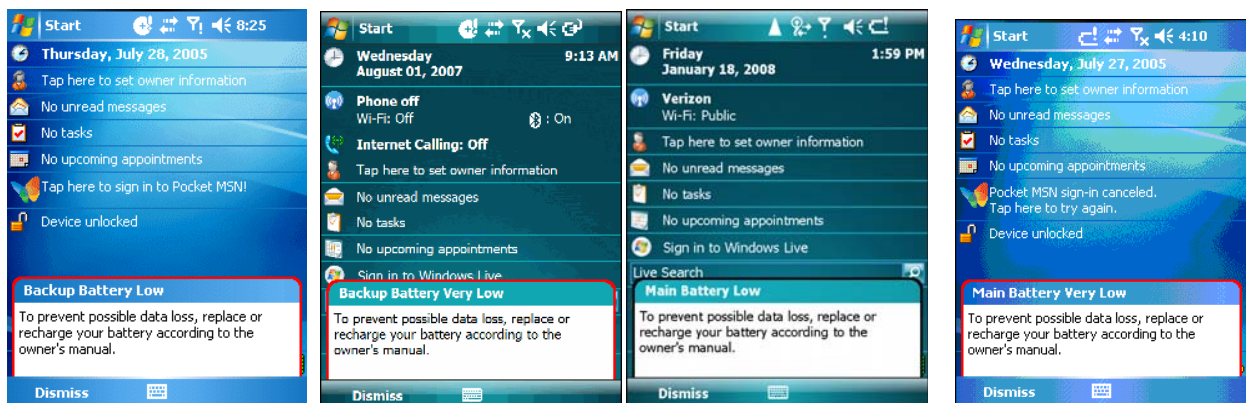 Start
8:25
Thursday, July 28, 2005
Tap here to set owner information
No unread messages
No tasks
No upcoming appointments
Tap here to sign in to Pocket MSN!
Device unlocked
Backup Battery Low
To prevent possible data loss, replace or
recharge your battery according to the
owner's manual.
Dismiss
Start
Wednesday 9:13 AM
August 01, 2007
Phone off
Wi-Fi: Off : On
Internet Calling: Off
Tap here to set owner information
No unread messages
No tasks
No upcoming appointments
Sign in to Windows Live
Backup Battery Very Low
To prevent possible data loss, replace or
recharge your battery according to the
owner's manual.
Dismiss
Start
Friday 1:59 PM
January 18, 2008
Verizon
Wi-Fi: Public
Tap here to set owner information
No unread messages
No tasks
No upcoming appointments
Sign in to Windows Live
Live Search
Main Battery Low
To prevent possible data loss, replace or
recharge your battery according to the
owner's manual.
Dismiss
Start
4:10
Wednesday, July 27, 2005
Tap here to set owner information
No unread messages
No tasks
No upcoming appointments
Pocket MSN sign-in canceled.
Tap here to try again.
Device unlocked
Main Battery Very Low
To prevent possible data loss, replace or
recharge your battery according to the
owner's manual.
Dismiss